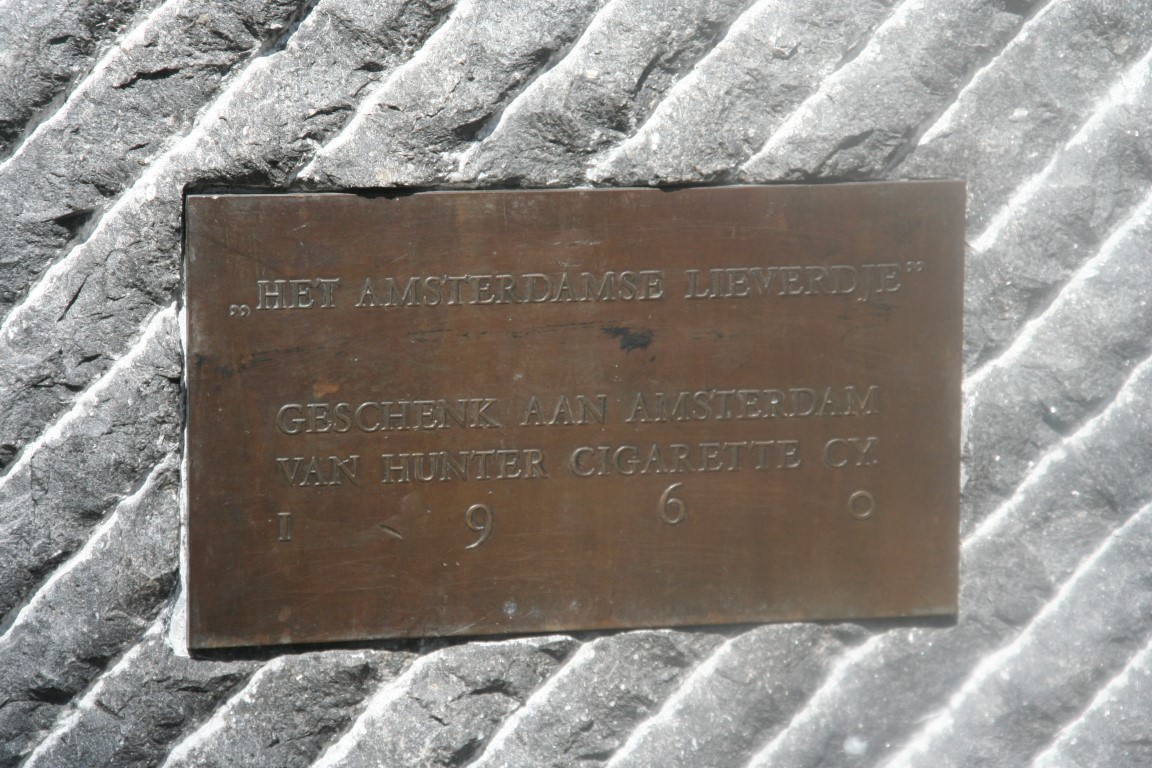 „HET AMSTERDAMSE LIEVERDJE”
GESCHENK AAN AMSTERDAM
VAN HUNTER CIGARETTE CY.
1 9 6 0